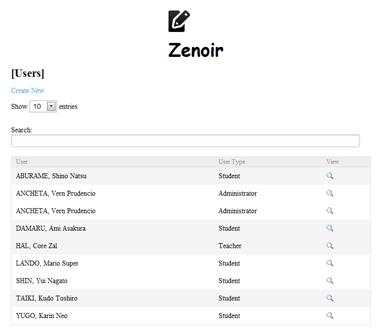 Zenoir
[Users]
Create New
Show 10 entries
Search:
User User Type View
ABURAME, Shino Natsu Student
ANCHETA, Vern Prudencio Administrator
ANCHETA, Vern Prudencio Administrator
DAMARU, Ami Asakura Student
HAL, Core Zal Teacher
LANDO, Mario Super Student
SHIN, Yui Nagato Student
TAIKI, Kudo Toshiro Student
YUGO, Karin Neo Student